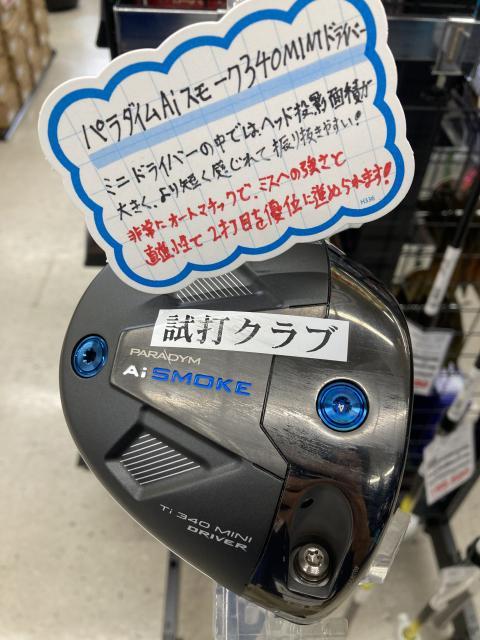 パラダイムAiスモーク340MINIドライバー
ミニドライバーの中では、ヘッド投影面積が
大きく、より短く感じれて振り抜きやすい!
非常にオートマチックで、ミスへの強さと
直進性で2打目を優位に進められます!
H336
試打クラブ
PARADYM
Ai SMOKE
Ti 340 MINI
DRIVER